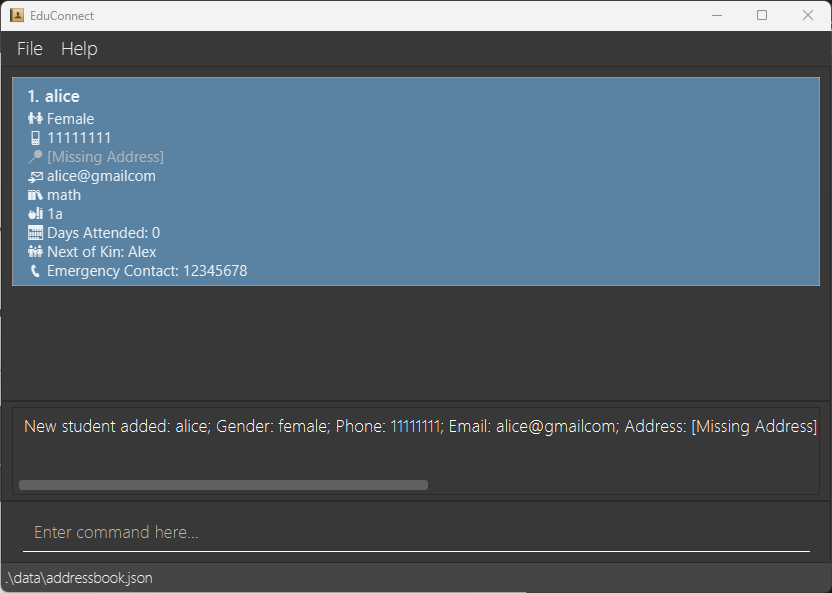 EduConnect
File Help
1. alice
Female
11111111
[Missing Address]
alice@gmailcom
math
1a
Days Attended: 0
Next of Kin: Alex
Emergency Contact: 12345678
New student added: alice; Gender: female; Phone: 11111111; Email: alice@gmailcom; Address: [Missing Address]
Enter command here...
.\data\addressbook.json